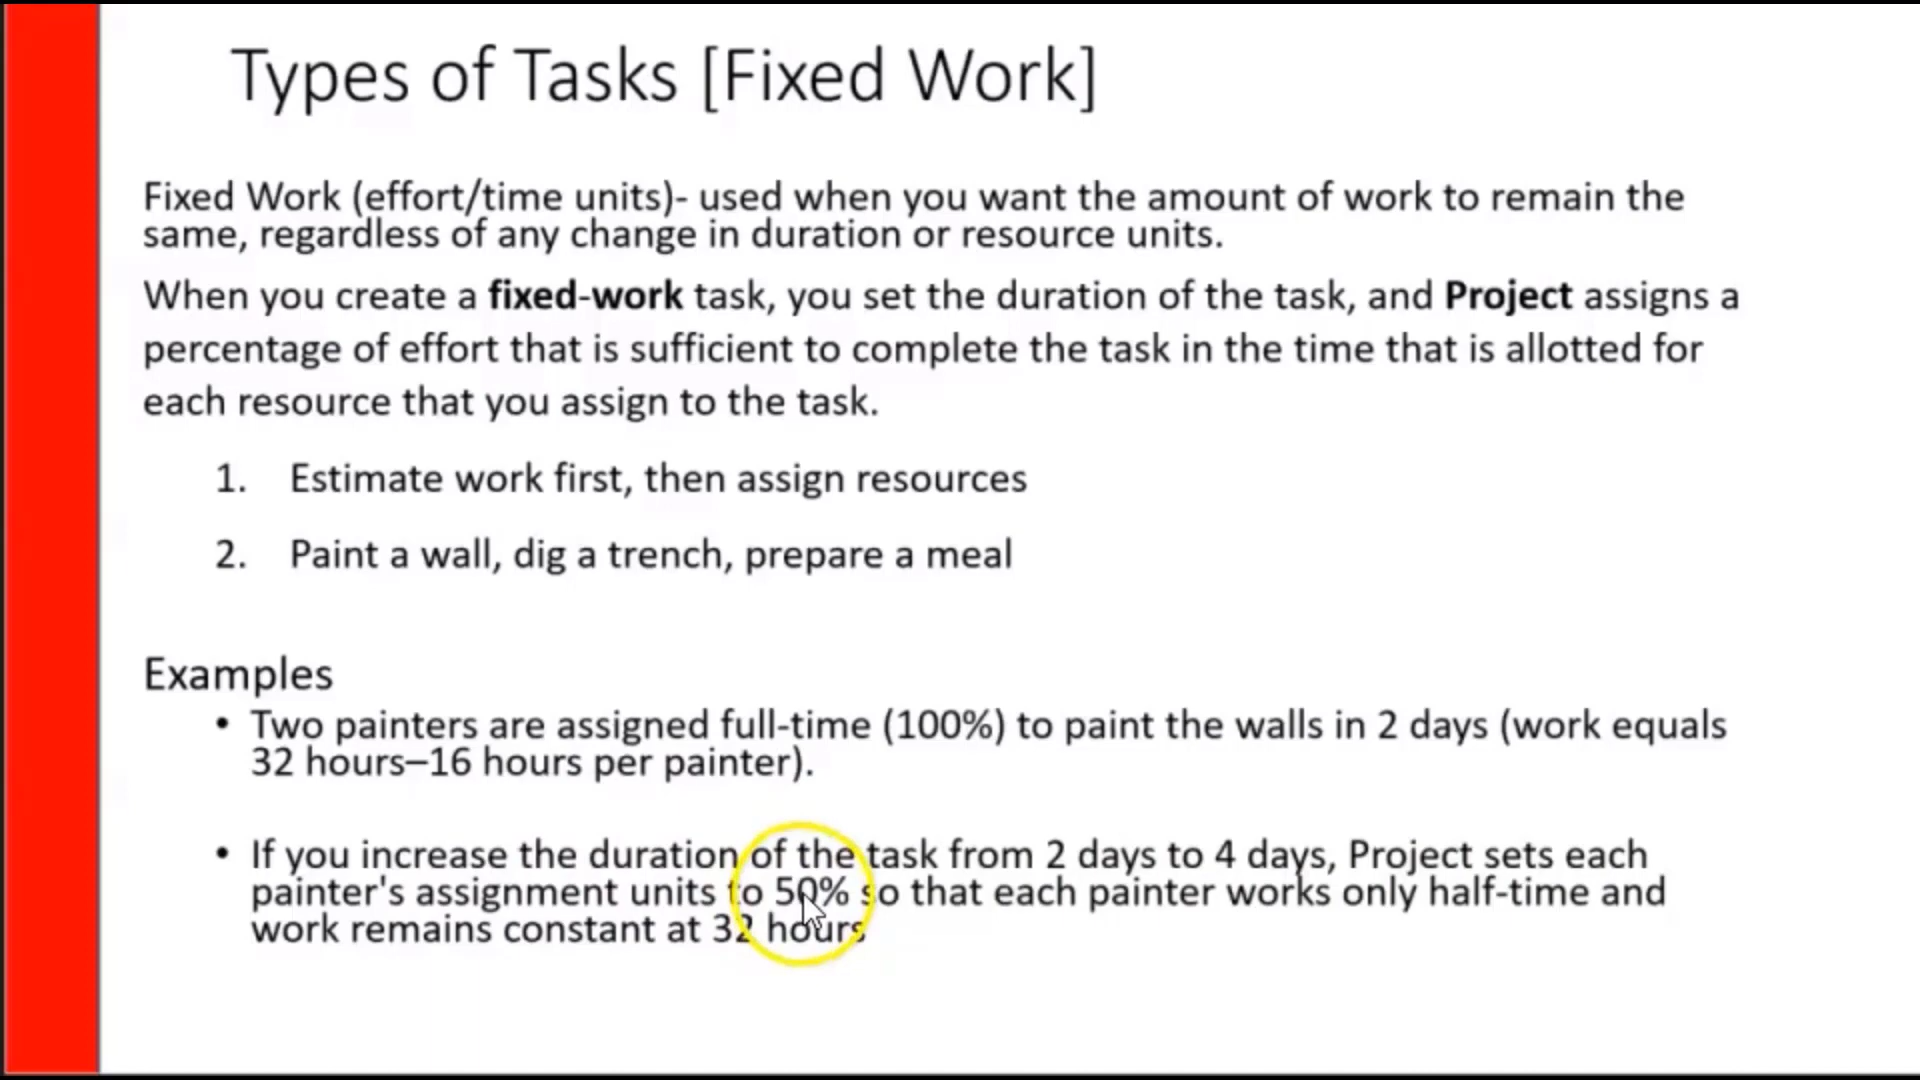 Types of Tasks [Fixed Work]
Fixed Work (effort/time units)- used when you want the amount of work to remain the
same, regardless of any change in duration or resource units.
When you create a fixed-work task, you set the duration of the task, and Project assigns a
percentage of effort that is sufficient to complete the task in the time that is allotted for
each resource that you assign to the task.
1. Estimate work first, then assign resources
2. Paint a wall, dig a trench, prepare a meal
Examples
• Two painters are assigned full-time (100%) to paint the walls in 2 days (work equals
32 hours–16 hours per painter).
• If you increase the duration of the task from 2 days to 4 days, Project sets each
painter's assignment units to 50% so that each painter works only half-time and
work remains constant at 32 hours